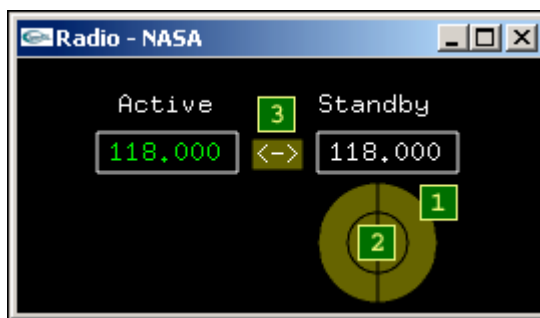 Radio - NASA
Active 3 Standby
118.000 <-> 118.000
1
2